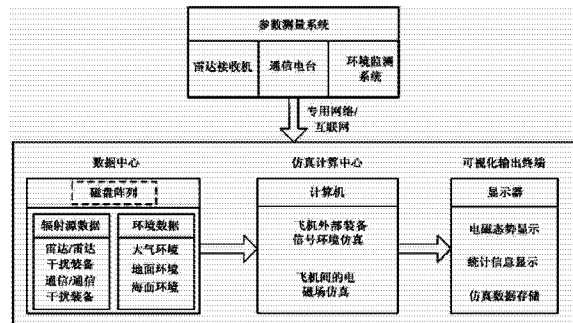 参数测量系统
雷达接收机
通信电台
环境监测
系统
专用网络/
互联网
数据中心
仿真计算中心
可视化输出终端
磁盘阵列
辐射源数据
雷达/雷达
干扰装备
通信/通信
干扰装备
环境数据
大气环境
地面环境
海面环境
计算机
飞机外部装备
信号环境仿真
飞机间的电
磁场仿真
显示器
电磁态势显示
统计信息显示
仿真数据存储